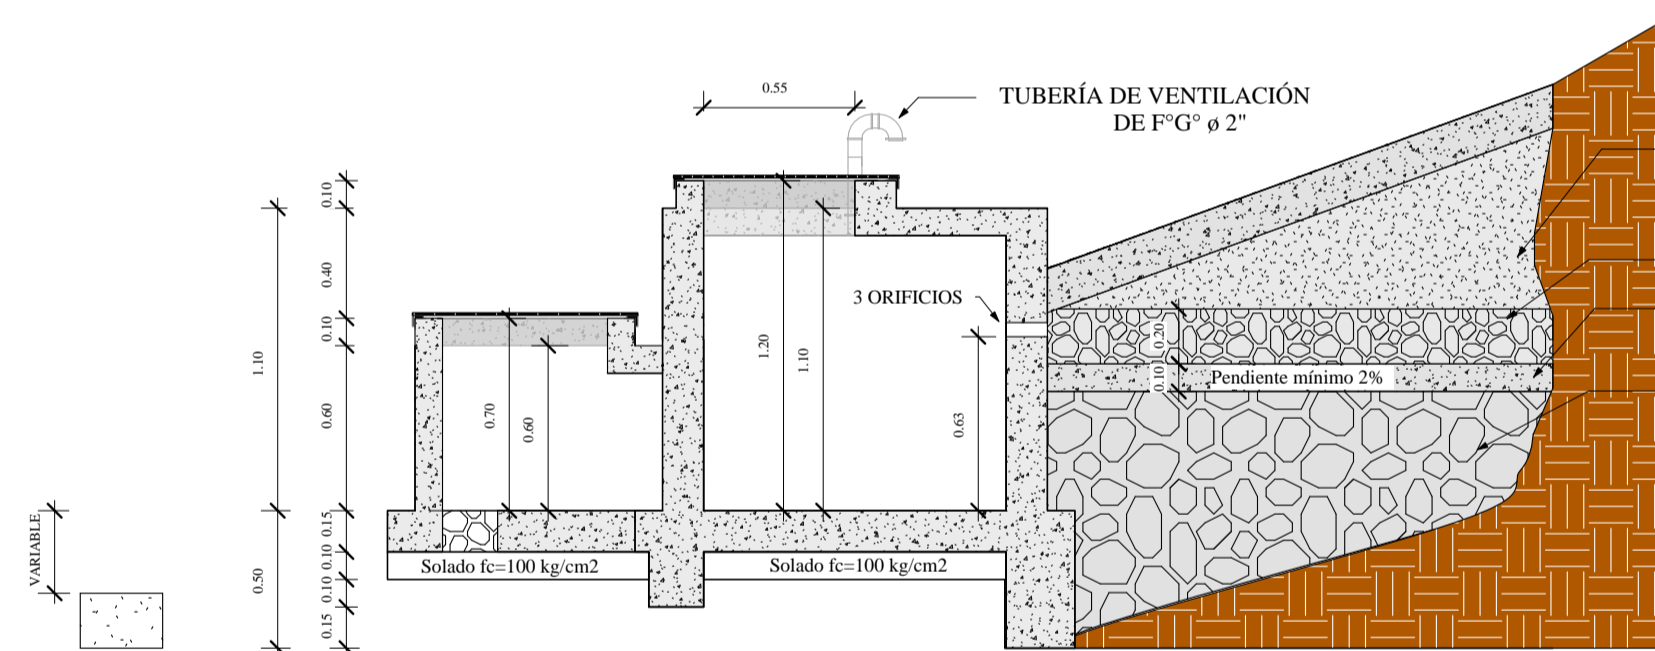 0.55
TUBERÍA DE VENTILACIÓN
DE F°G° ø 2"
0.10
0.40
0.10
1.10
0.60
3 ORIFICIOS
1.20
1.10
0.70
0.60
0.63
0.20
0.10
Pendiente mínimo 2%
VARIABLE
0.50
0.15
0.10
0.10
0.15
Solado fc=100 kg/cm2
Solado fc=100 kg/cm2